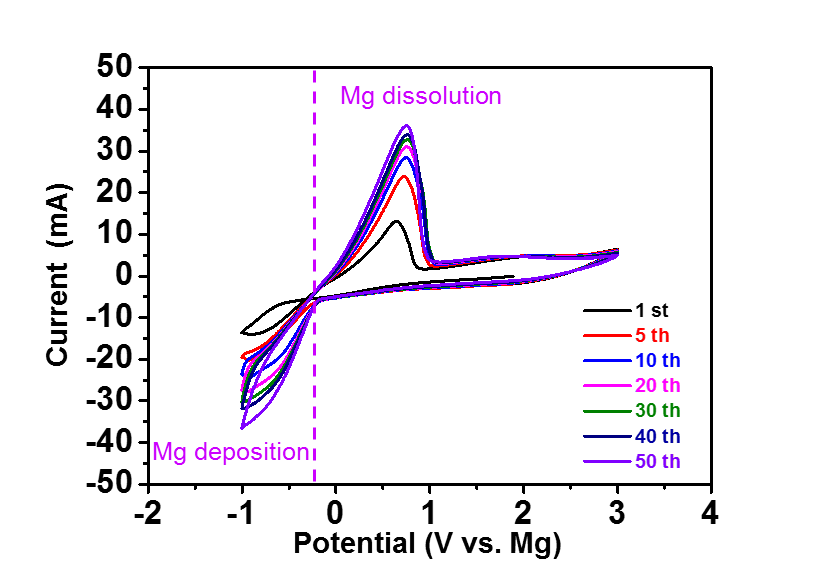 50
40
30
20
10
0
-10
-20
-30
-40
-50
Current (mA)
Mg dissolution
Mg deposition
1 st
5 th
10 th
20 th
30 th
40 th
50 th
-2 -1 0 1 2 3 4
Potential (V vs. Mg)